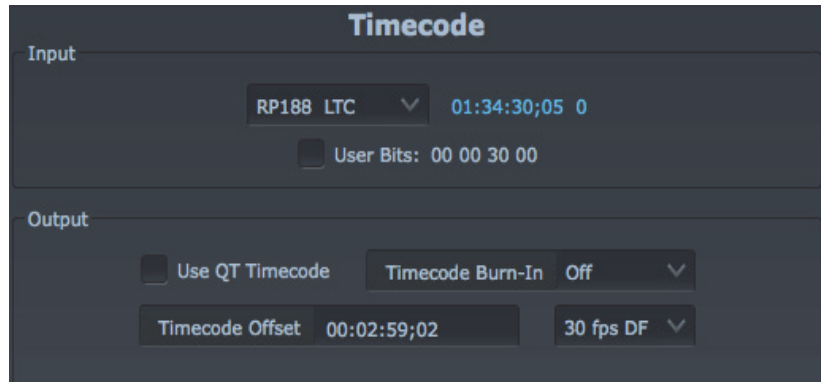 Timecode
Input
RP188 LTC 01:34:30;05 0
User Bits: 00 00 30 00
Output
Use QT Timecode Timecode Burn-In Off
Timecode Offset 00:02:59;02 30 fps DF